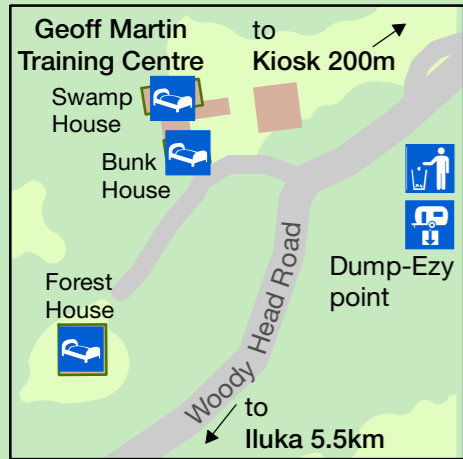 Geoff Martin
Training Centre
to
Kiosk 200m
Swamp
House
Bunk
House
Dump-Ezy
point
Forest
House
Woody Head Road
to
Iluka 5.5km